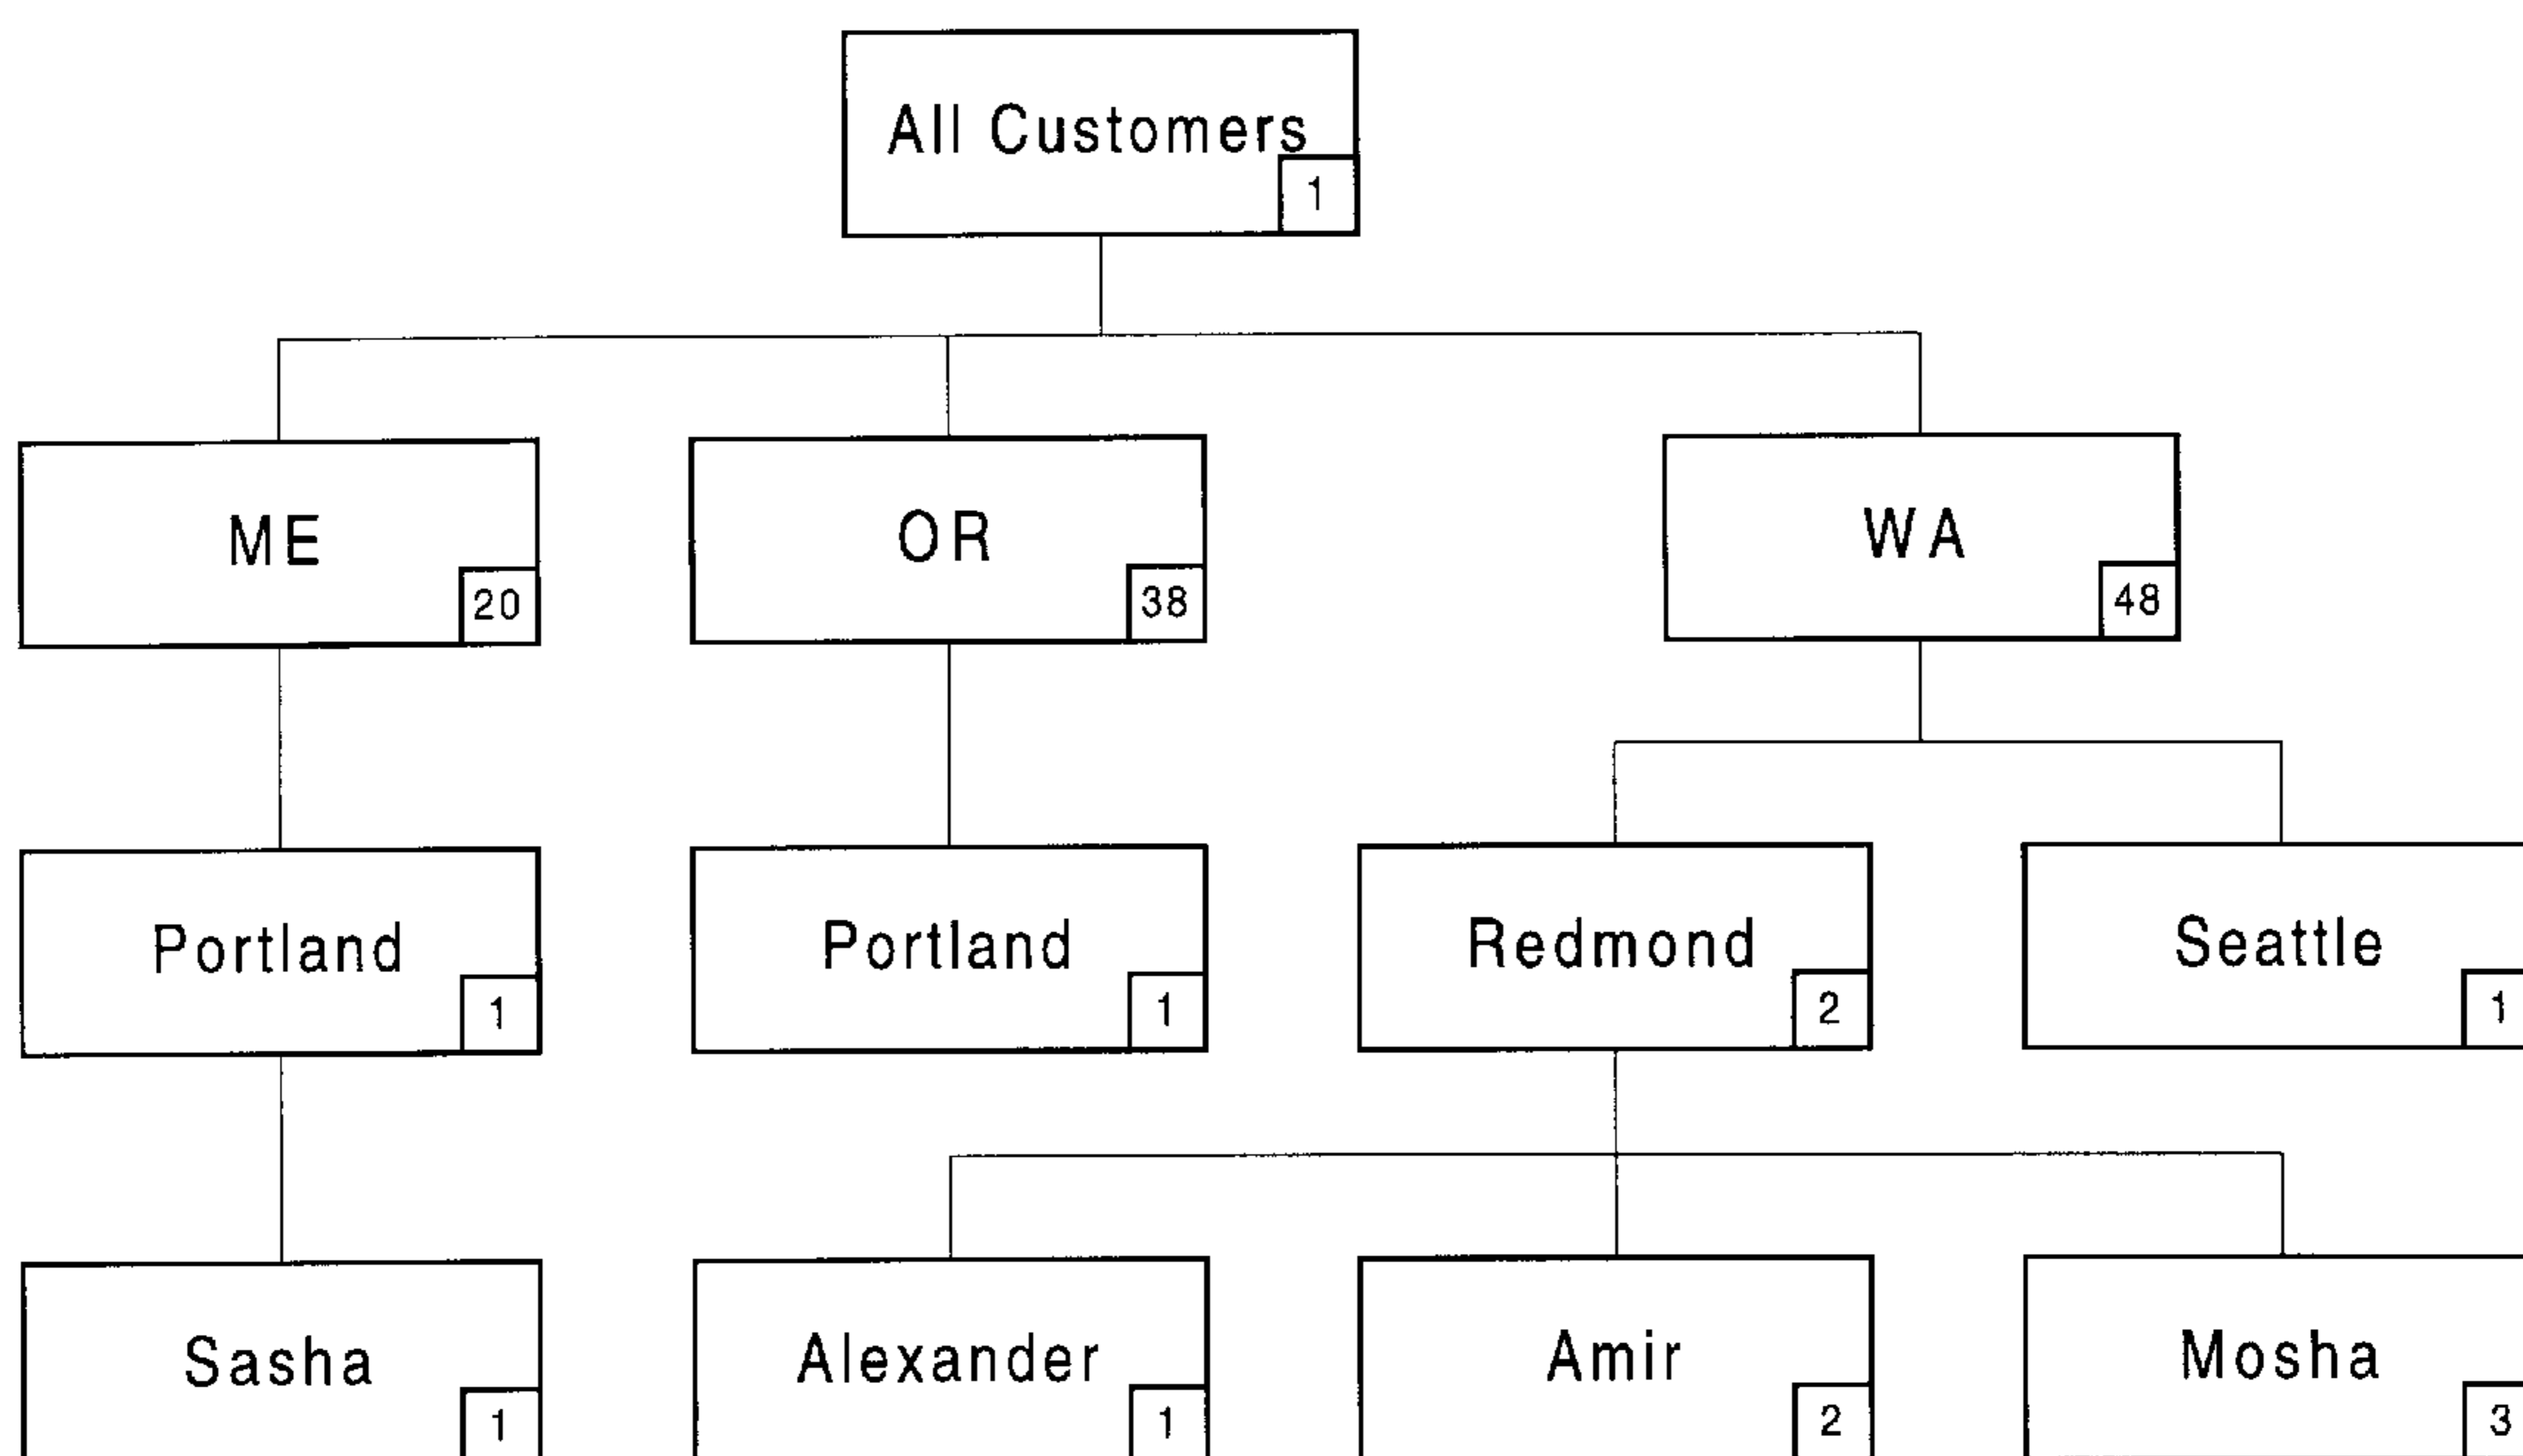 All Customers
1
ME
20
OR
38
WA
48
Portland
1
Portland
1
Redmond
2
Seattle
1
Sasha
1
Alexander
1
Amir
2
Mosha
3